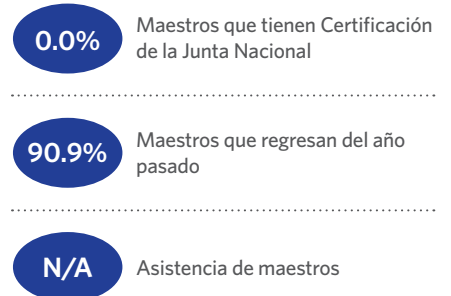 0.0%
Maestros que tienen Certificación
de la Junta Nacional
90.9%
Maestros que regresan del año
pasado
N/A
Asistencia de maestros